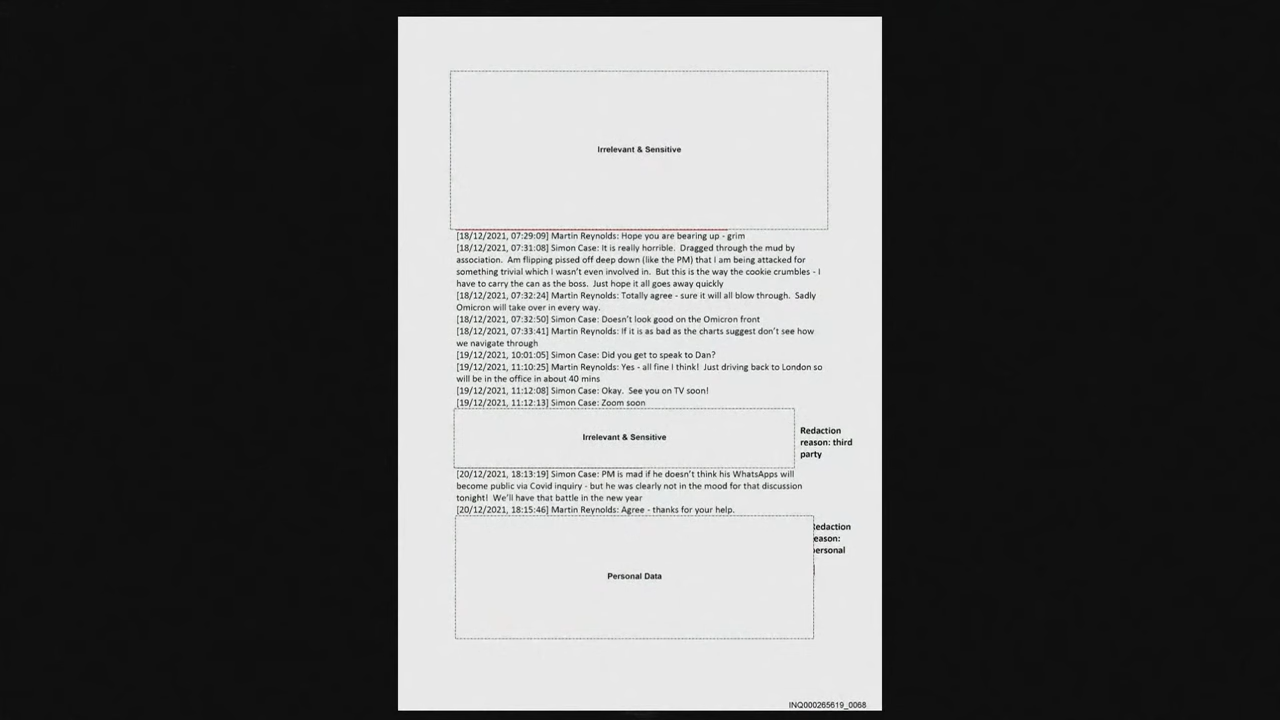 Irrelevant & Sensitive
[18/12/2021, 07:29:09] Martin Reynolds: Hope you are bearing up - grim
[18/12/2021, 07:31:08] Simon Case: It is really horrible.  Dragged through the mud by
association.  Am flipping pissed off deep down (like the PM) that I am being attacked for
something trivial which I wasn't even involved in.  But this is the way the cookie crumbles - I
have to carry the can as the boss.  Just hope it all goes away quickly
[18/12/2021, 07:32:24] Martin Reynolds: Totally agree - sure it will all blow through.  Sadly
Omicron will take over in every way.
[18/12/2021, 07:32:50] Simon Case: Doesn't look good on the Omicron front
[18/12/2021, 07:33:41] Martin Reynolds: If it is as bad as the charts suggest don't see how
we navigate through
[19/12/2021, 10:01:05] Simon Case: Did you get to speak to Dan?
[19/12/2021, 11:10:25] Martin Reynolds: Yes - all fine I think!  Just driving back to London so
will be in the office in about 40 mins
[19/12/2021, 11:12:08] Simon Case: Okay.  See you on TV soon!
[19/12/2021, 11:12:13] Simon Case: Zoom soon
Irrelevant & Sensitive
Redaction
reason: third
party
[20/12/2021, 18:13:19] Simon Case: PM is mad if he doesn't think his WhatsApps will
become public via Covid inquiry - but he was clearly not in the mood for that discussion
tonight!  We'll have that battle in the new year
[20/12/2021, 18:15:46] Martin Reynolds: Agree - thanks for your help.
Redaction
reason:
personal
Personal Data
INQ000265619_0068